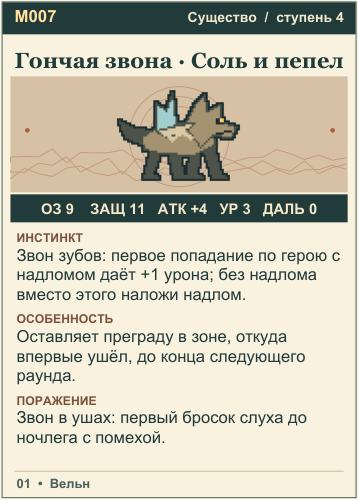 M007
Существо / ступень 4
Гончая звона · Соль и пепел
ОЗ 9 ЗАЩ 11 АТК +4 УР 3 ДАЛЬ 0
ИНСТИНКТ
Звон зубов: первое попадание по герою с
надломом даёт +1 урона; без надлома
вместо этого наложи надлом.
ОСОБЕННОСТЬ
Оставляет преграду в зоне, откуда
впервые ушёл, до конца следующего
раунда.
ПОРАЖЕНИЕ
Звон в ушах: первый бросок слуха до
ночлега с помехой.
01 • Вельн